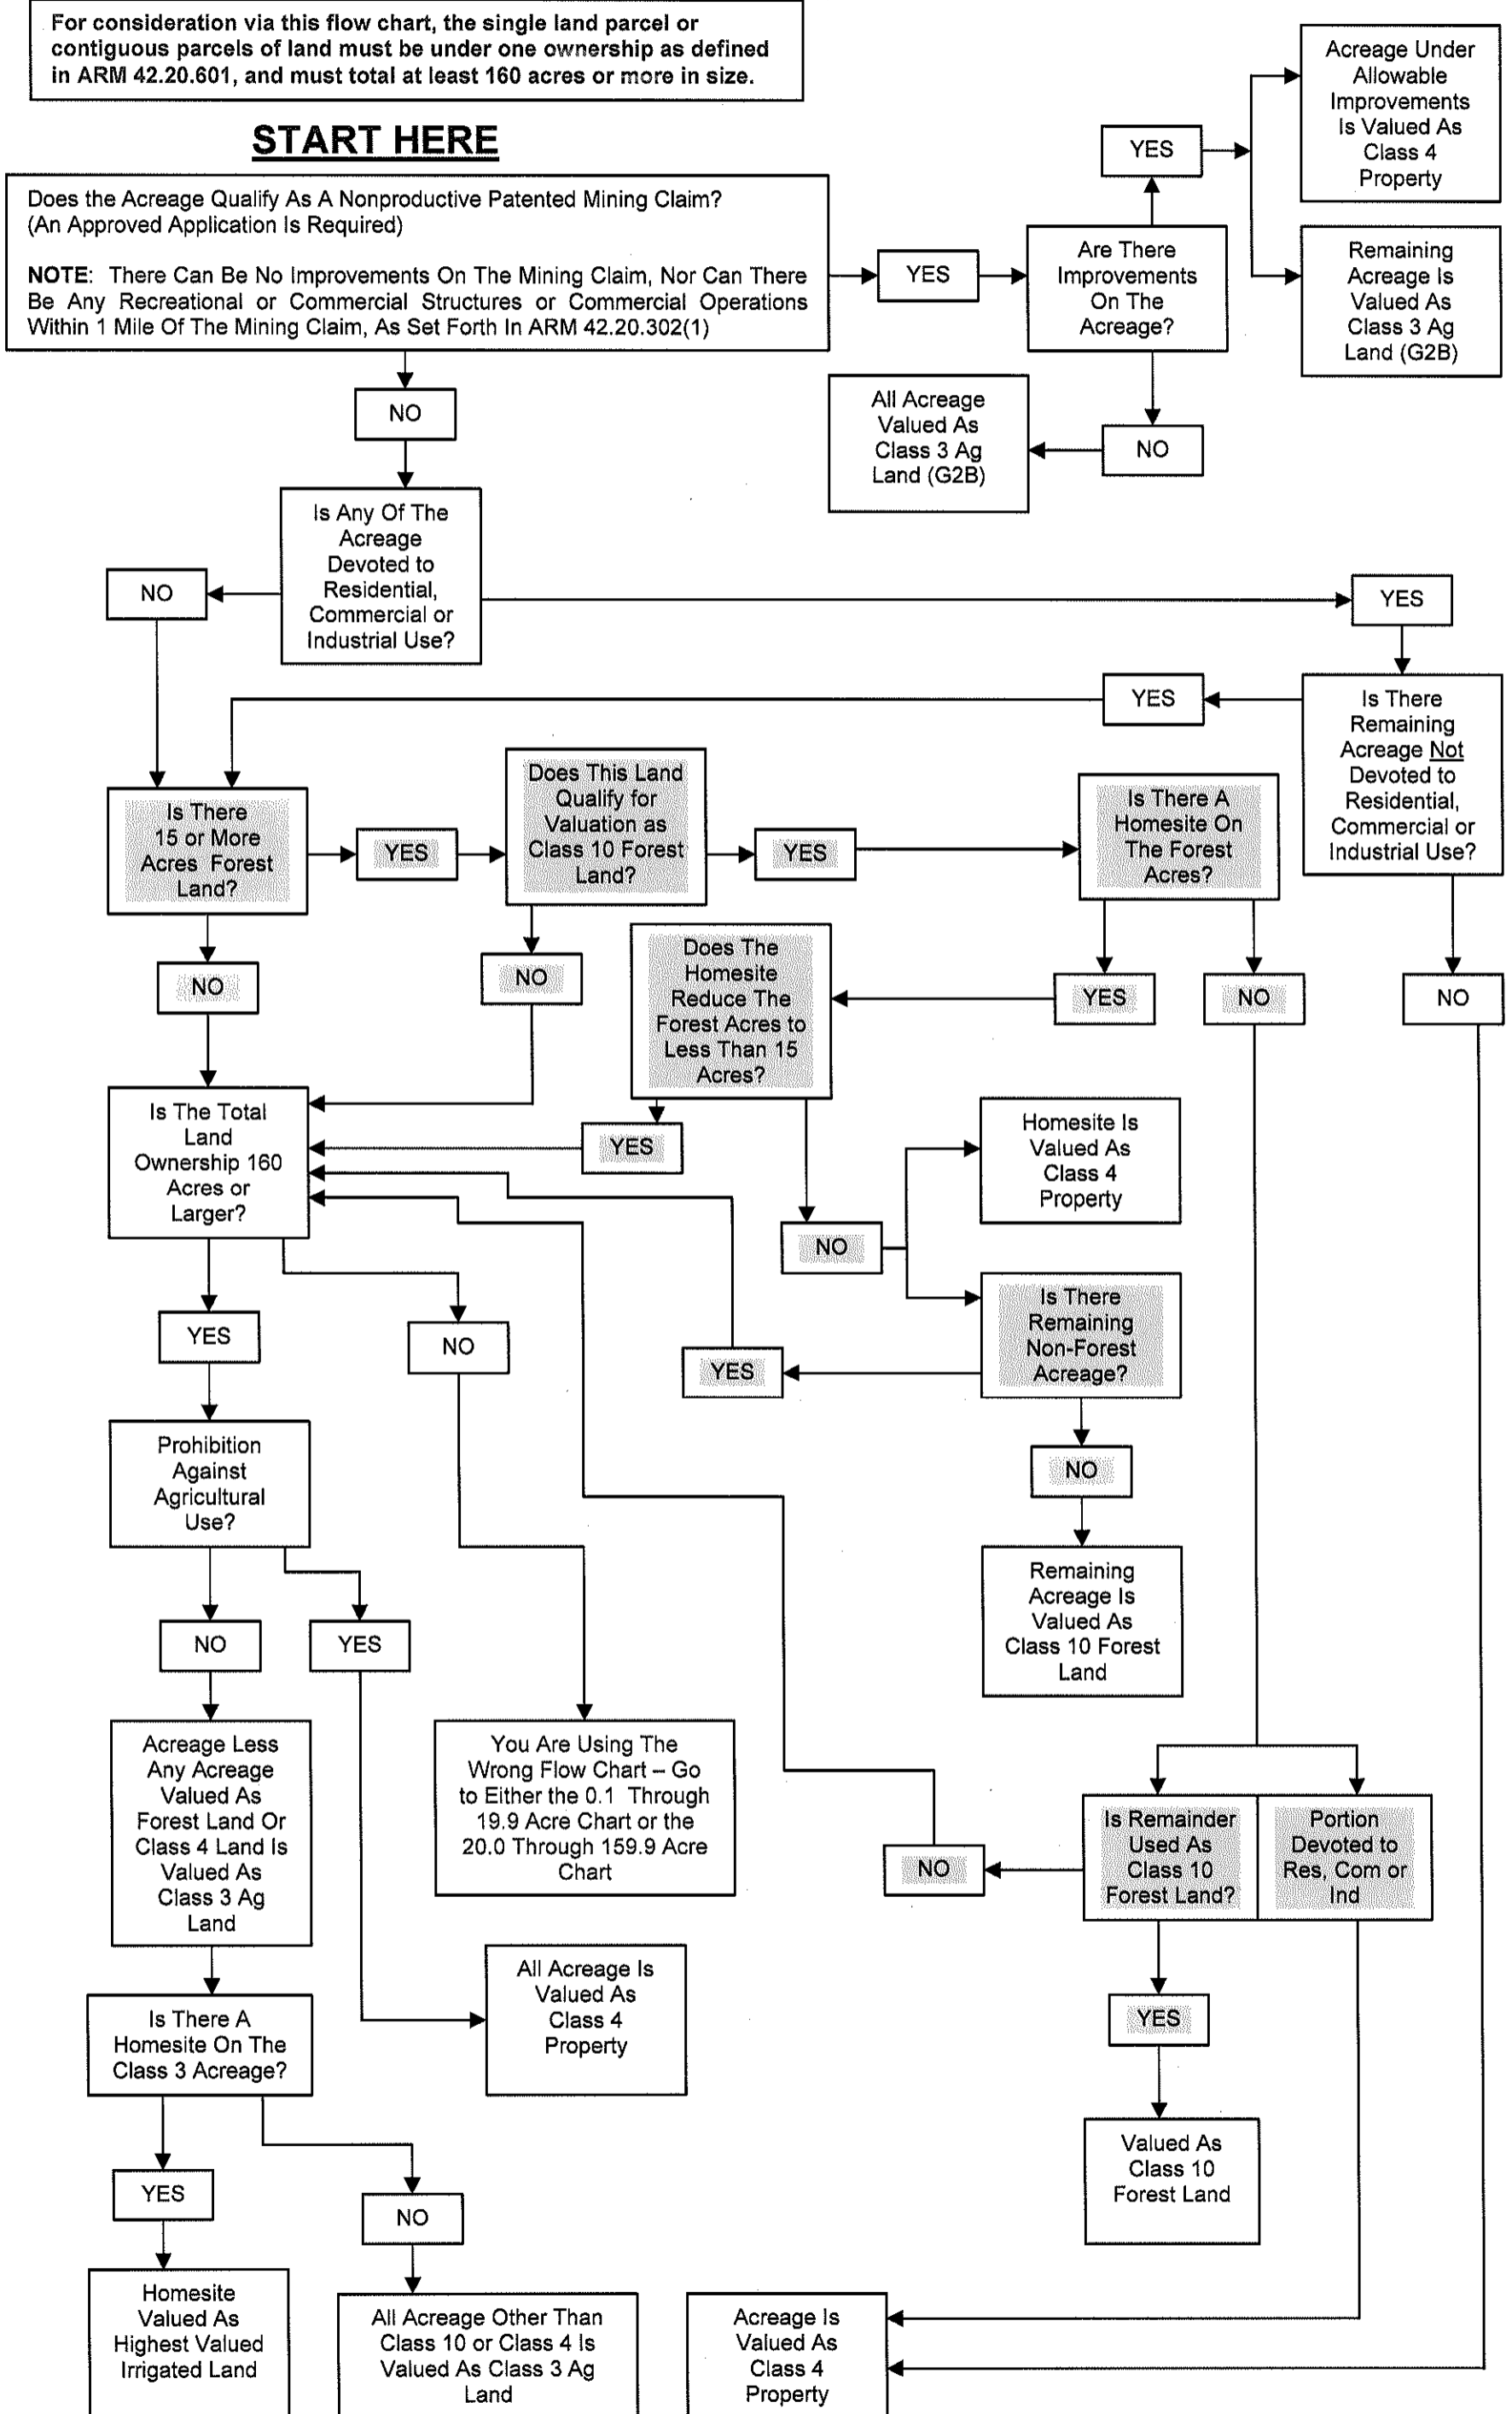 For consideration via this flow chart, the single land parcel or
contiguous parcels of land must be under one ownership as defined
in ARM 42.20.601, and must total at least 160 acres or more in size.
START HERE
Does the Acreage Qualify As A Nonproductive Patented Mining Claim?
(An Approved Application Is Required)
NOTE: There Can Be No Improvements On The Mining Claim, Nor Can There
Be Any Recreational or Commercial Structures or Commercial Operations
Within 1 Mile Of The Mining Claim, As Set Forth In ARM 42.20.302(1)
YES
Are There
Improvements
On The
Acreage?
YES
Acreage Under
Allowable
Improvements
Is Valued As
Class 4
Property
Remaining
Acreage Is
Valued As
Class 3 Ag
Land (G2B)
NO
All Acreage
Valued As
Class 3 Ag
Land (G2B)
NO
Is Any Of The
Acreage
Devoted to
Residential,
Commercial or
Industrial Use?
NO
YES
Is There
Remaining
Acreage Not
Devoted to
Residential,
Commercial or
Industrial Use?
YES
NO
Is There
15 or More
Acres Forest
Land?
YES
Does This Land
Qualify for
Valuation as
Class 10 Forest
Land?
YES
Is There A
Homesite On
The Forest
Acres?
NO
NO
Does The
Homesite
Reduce The
Forest Acres to
Less Than 15
Acres?
YES
NO
Is The Total
Land
Ownership 160
Acres or
Larger?
YES
NO
Homesite Is
Valued As
Class 4
Property
Is There
Remaining
Non-Forest
Acreage?
YES
NO
Remaining
Acreage Is
Valued As
Class 10 Forest
Land
YES
NO
Prohibition
Against
Agricultural
Use?
NO
YES
Acreage Less
Any Acreage
Valued As
Forest Land Or
Class 4 Land Is
Valued As
Class 3 Ag
Land
You Are Using The
Wrong Flow Chart – Go
to Either the 0.1 Through
19.9 Acre Chart or the
20.0 Through 159.9 Acre
Chart
Is Remainder
Used As
Class 10
Forest Land?
Portion
Devoted to
Res, Com or
Ind
NO
YES
All Acreage Is
Valued As
Class 4
Property
Is There A
Homesite On The
Class 3 Acreage?
Valued As
Class 10
Forest Land
YES
NO
Homesite
Valued As
Highest Valued
Irrigated Land
All Acreage Other Than
Class 10 or Class 4 Is
Valued As Class 3 Ag
Land
Acreage Is
Valued As
Class 4
Property